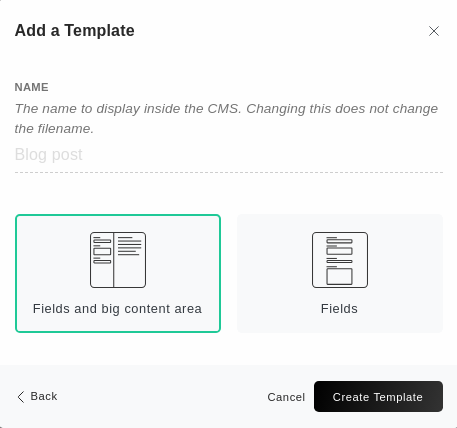 Add a Template
NAME
The name to display inside the CMS. Changing this does not change
the filename.
Blog post
Fields and big content area
Fields
Back
Cancel
Create Template